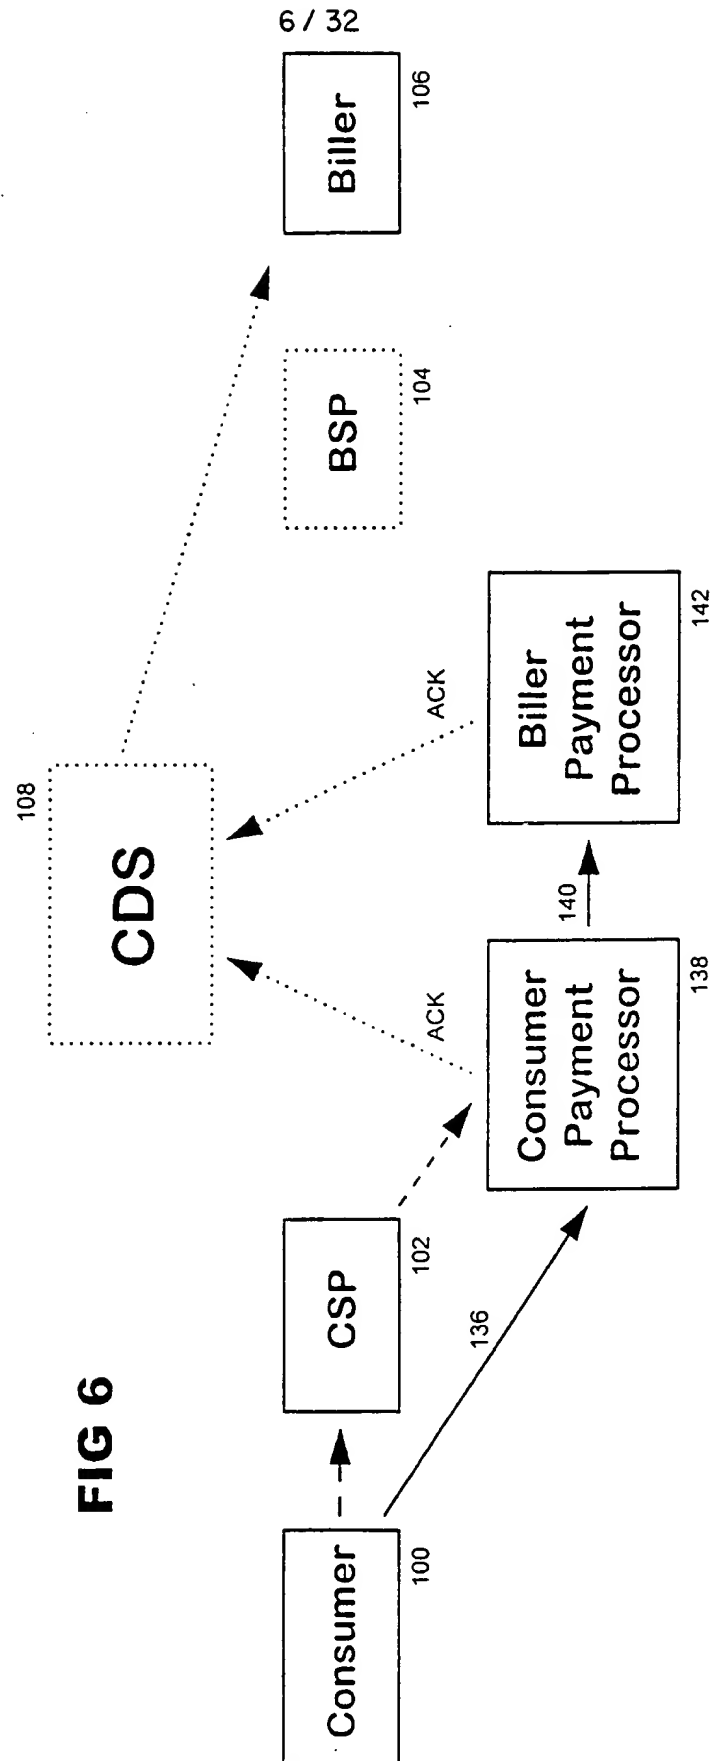 6 / 32
FIG 6
108
CDS
Consumer
100
CSP
102
136
ACK
ACK
Consumer
Payment
Processor
138
140
Biller
Payment
Processor
142
BSP
104
Biller
106